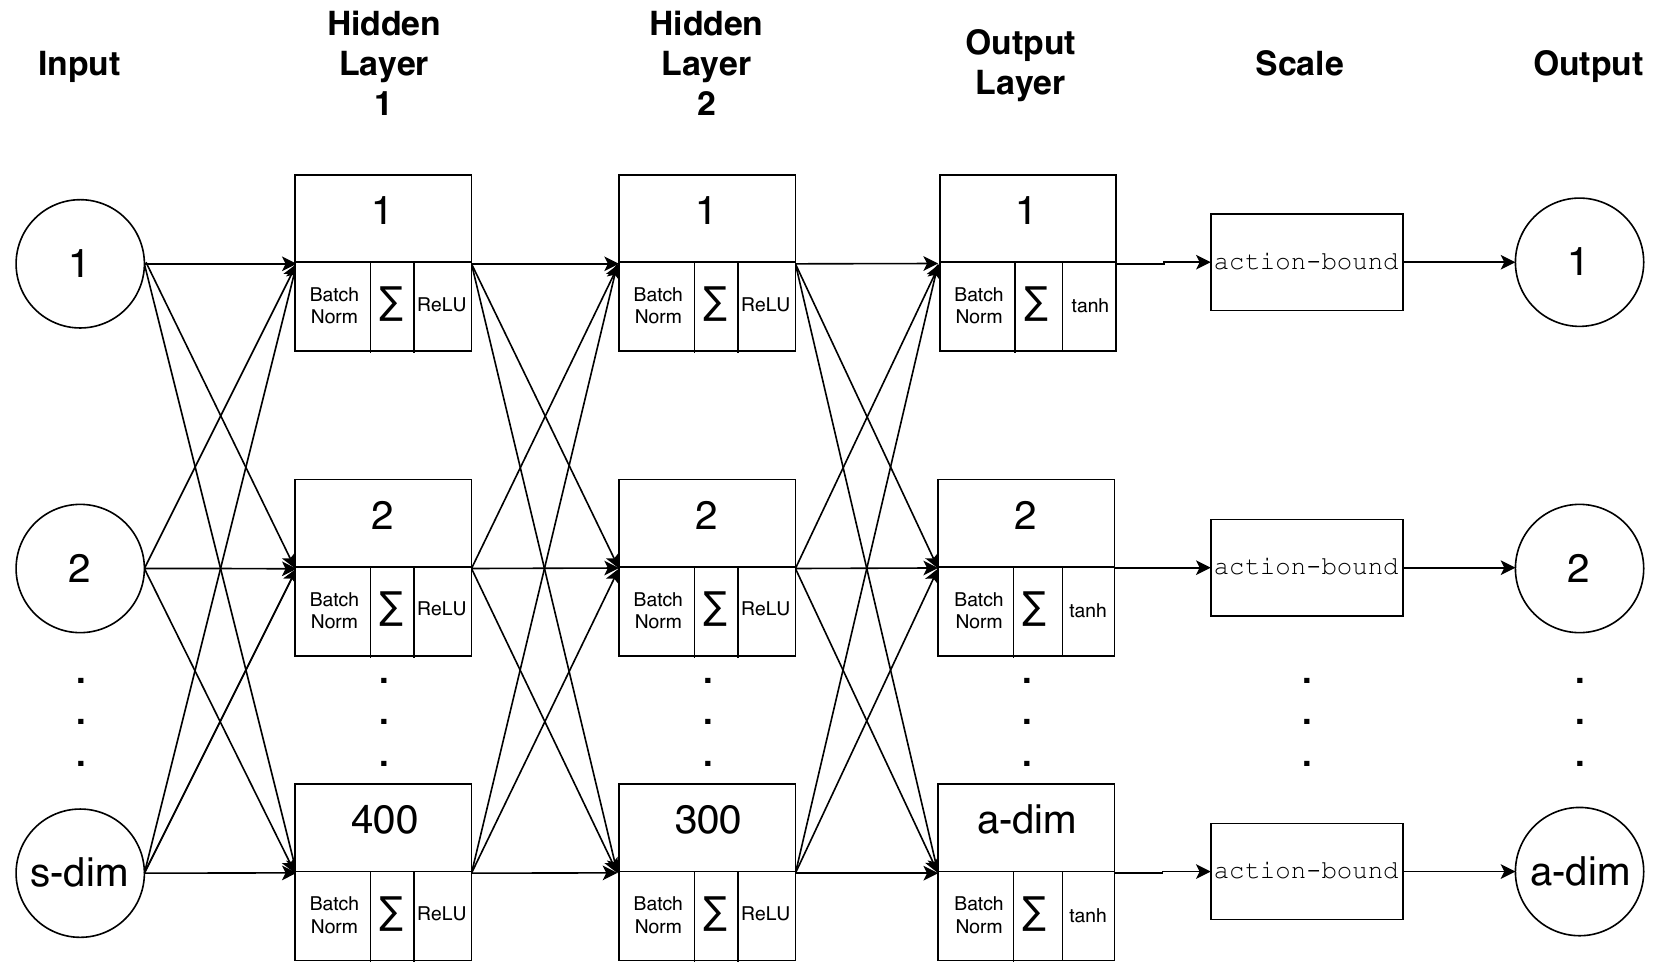 Input
Hidden
Layer
1
Hidden
Layer
2
Output
Layer
Scale
Output
1
1
Batch
Norm
Σ
ReLU
1
Batch
Norm
Σ
ReLU
1
Batch
Norm
Σ
tanh
action-bound
1
2
2
Batch
Norm
Σ
ReLU
2
Batch
Norm
Σ
ReLU
2
Batch
Norm
Σ
tanh
action-bound
2
s-dim
400
Batch
Norm
Σ
ReLU
300
Batch
Norm
Σ
ReLU
a-dim
Batch
Norm
Σ
tanh
action-bound
a-dim